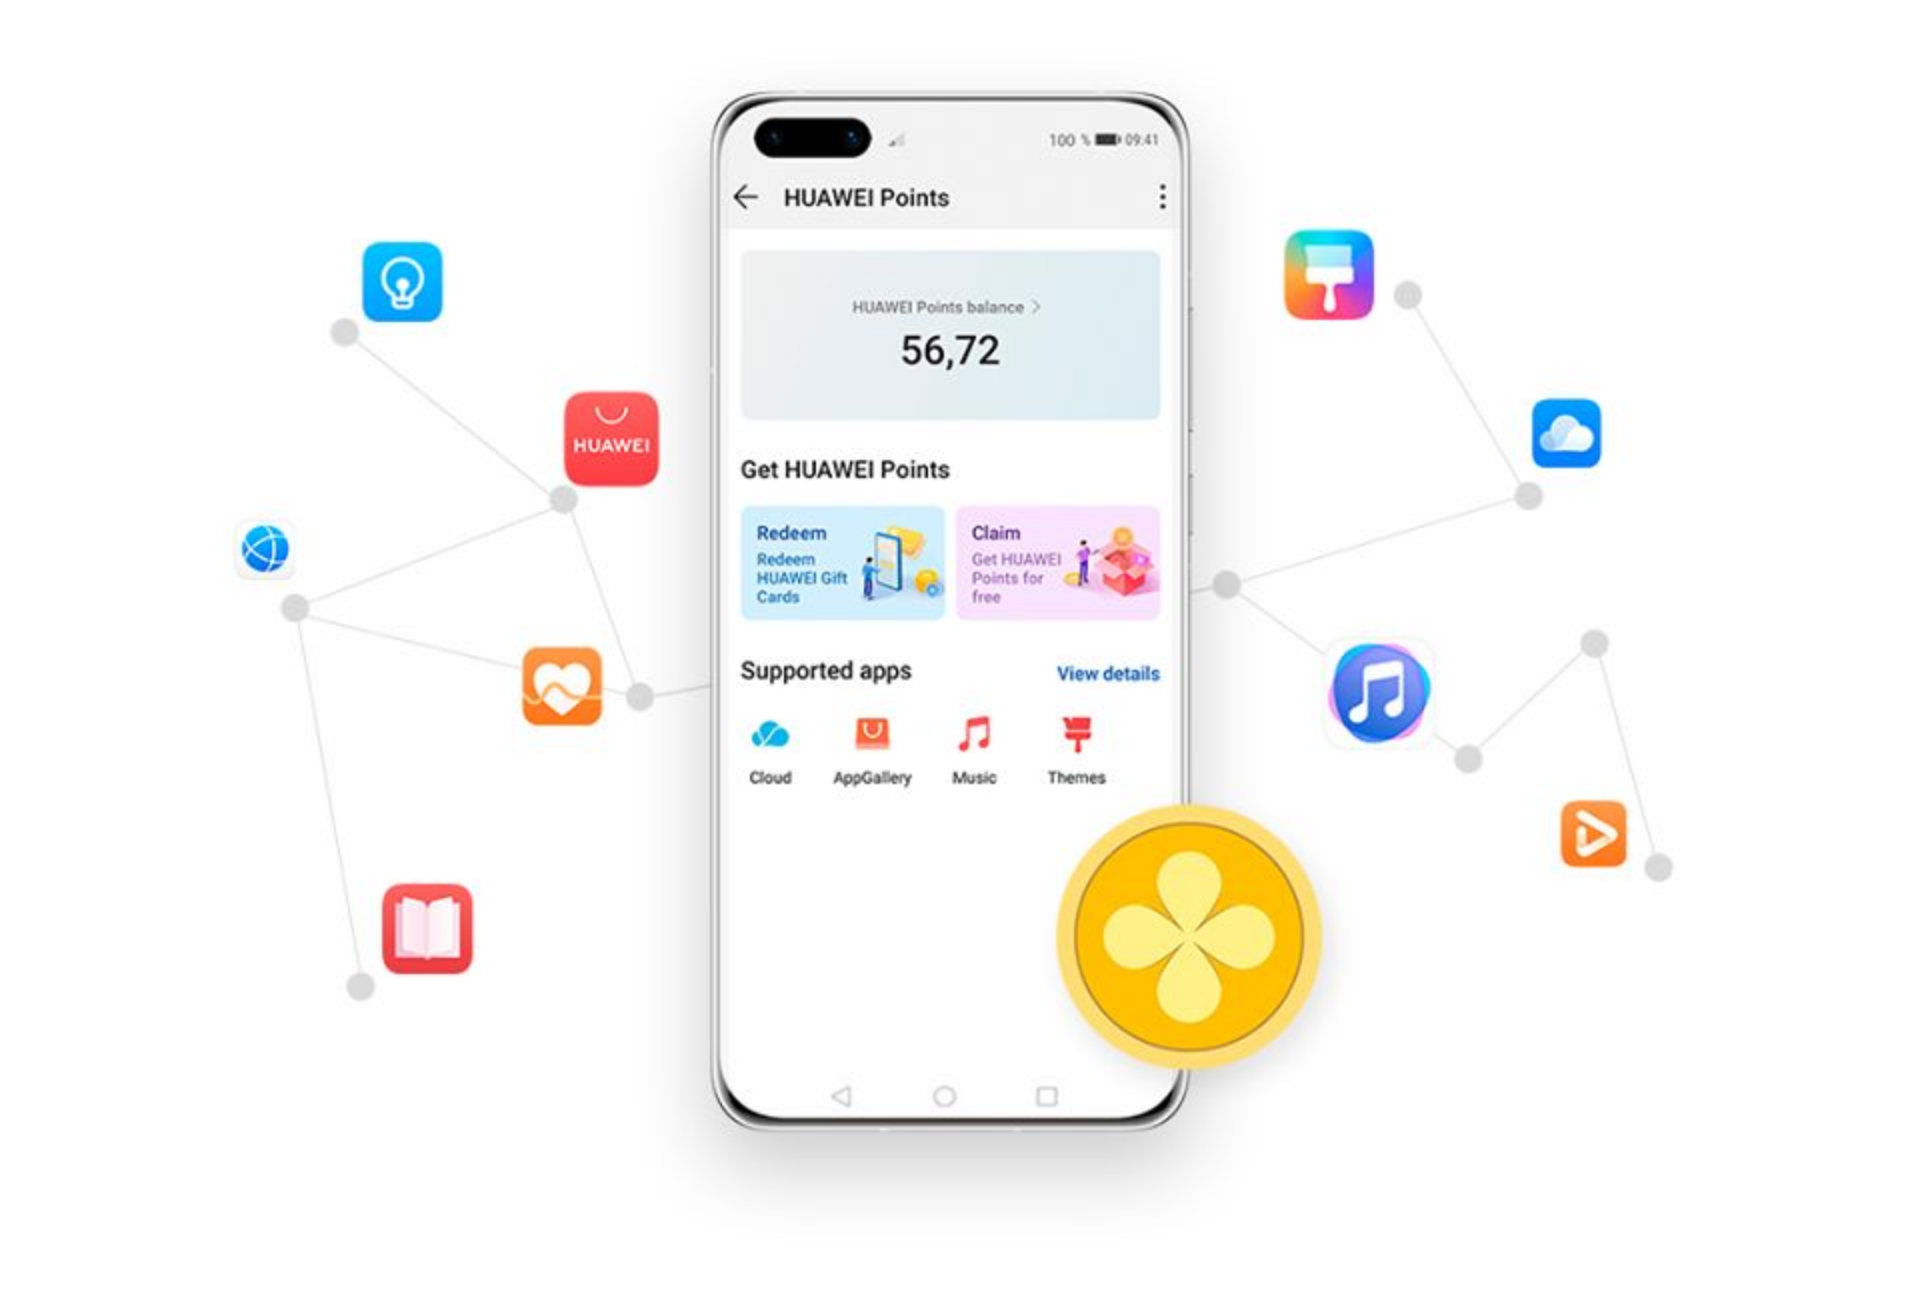 100 % 09:41
HUAWEI Points
HUAWEI Points balance
56,72
HUAWEI
Get HUAWEI Points
Redeem
Redeem
HUAWEI Gift
Cards
Claim
Get HUAWEI
Points for
free
Supported apps
View details
Cloud
AppGallery
Music
Themes